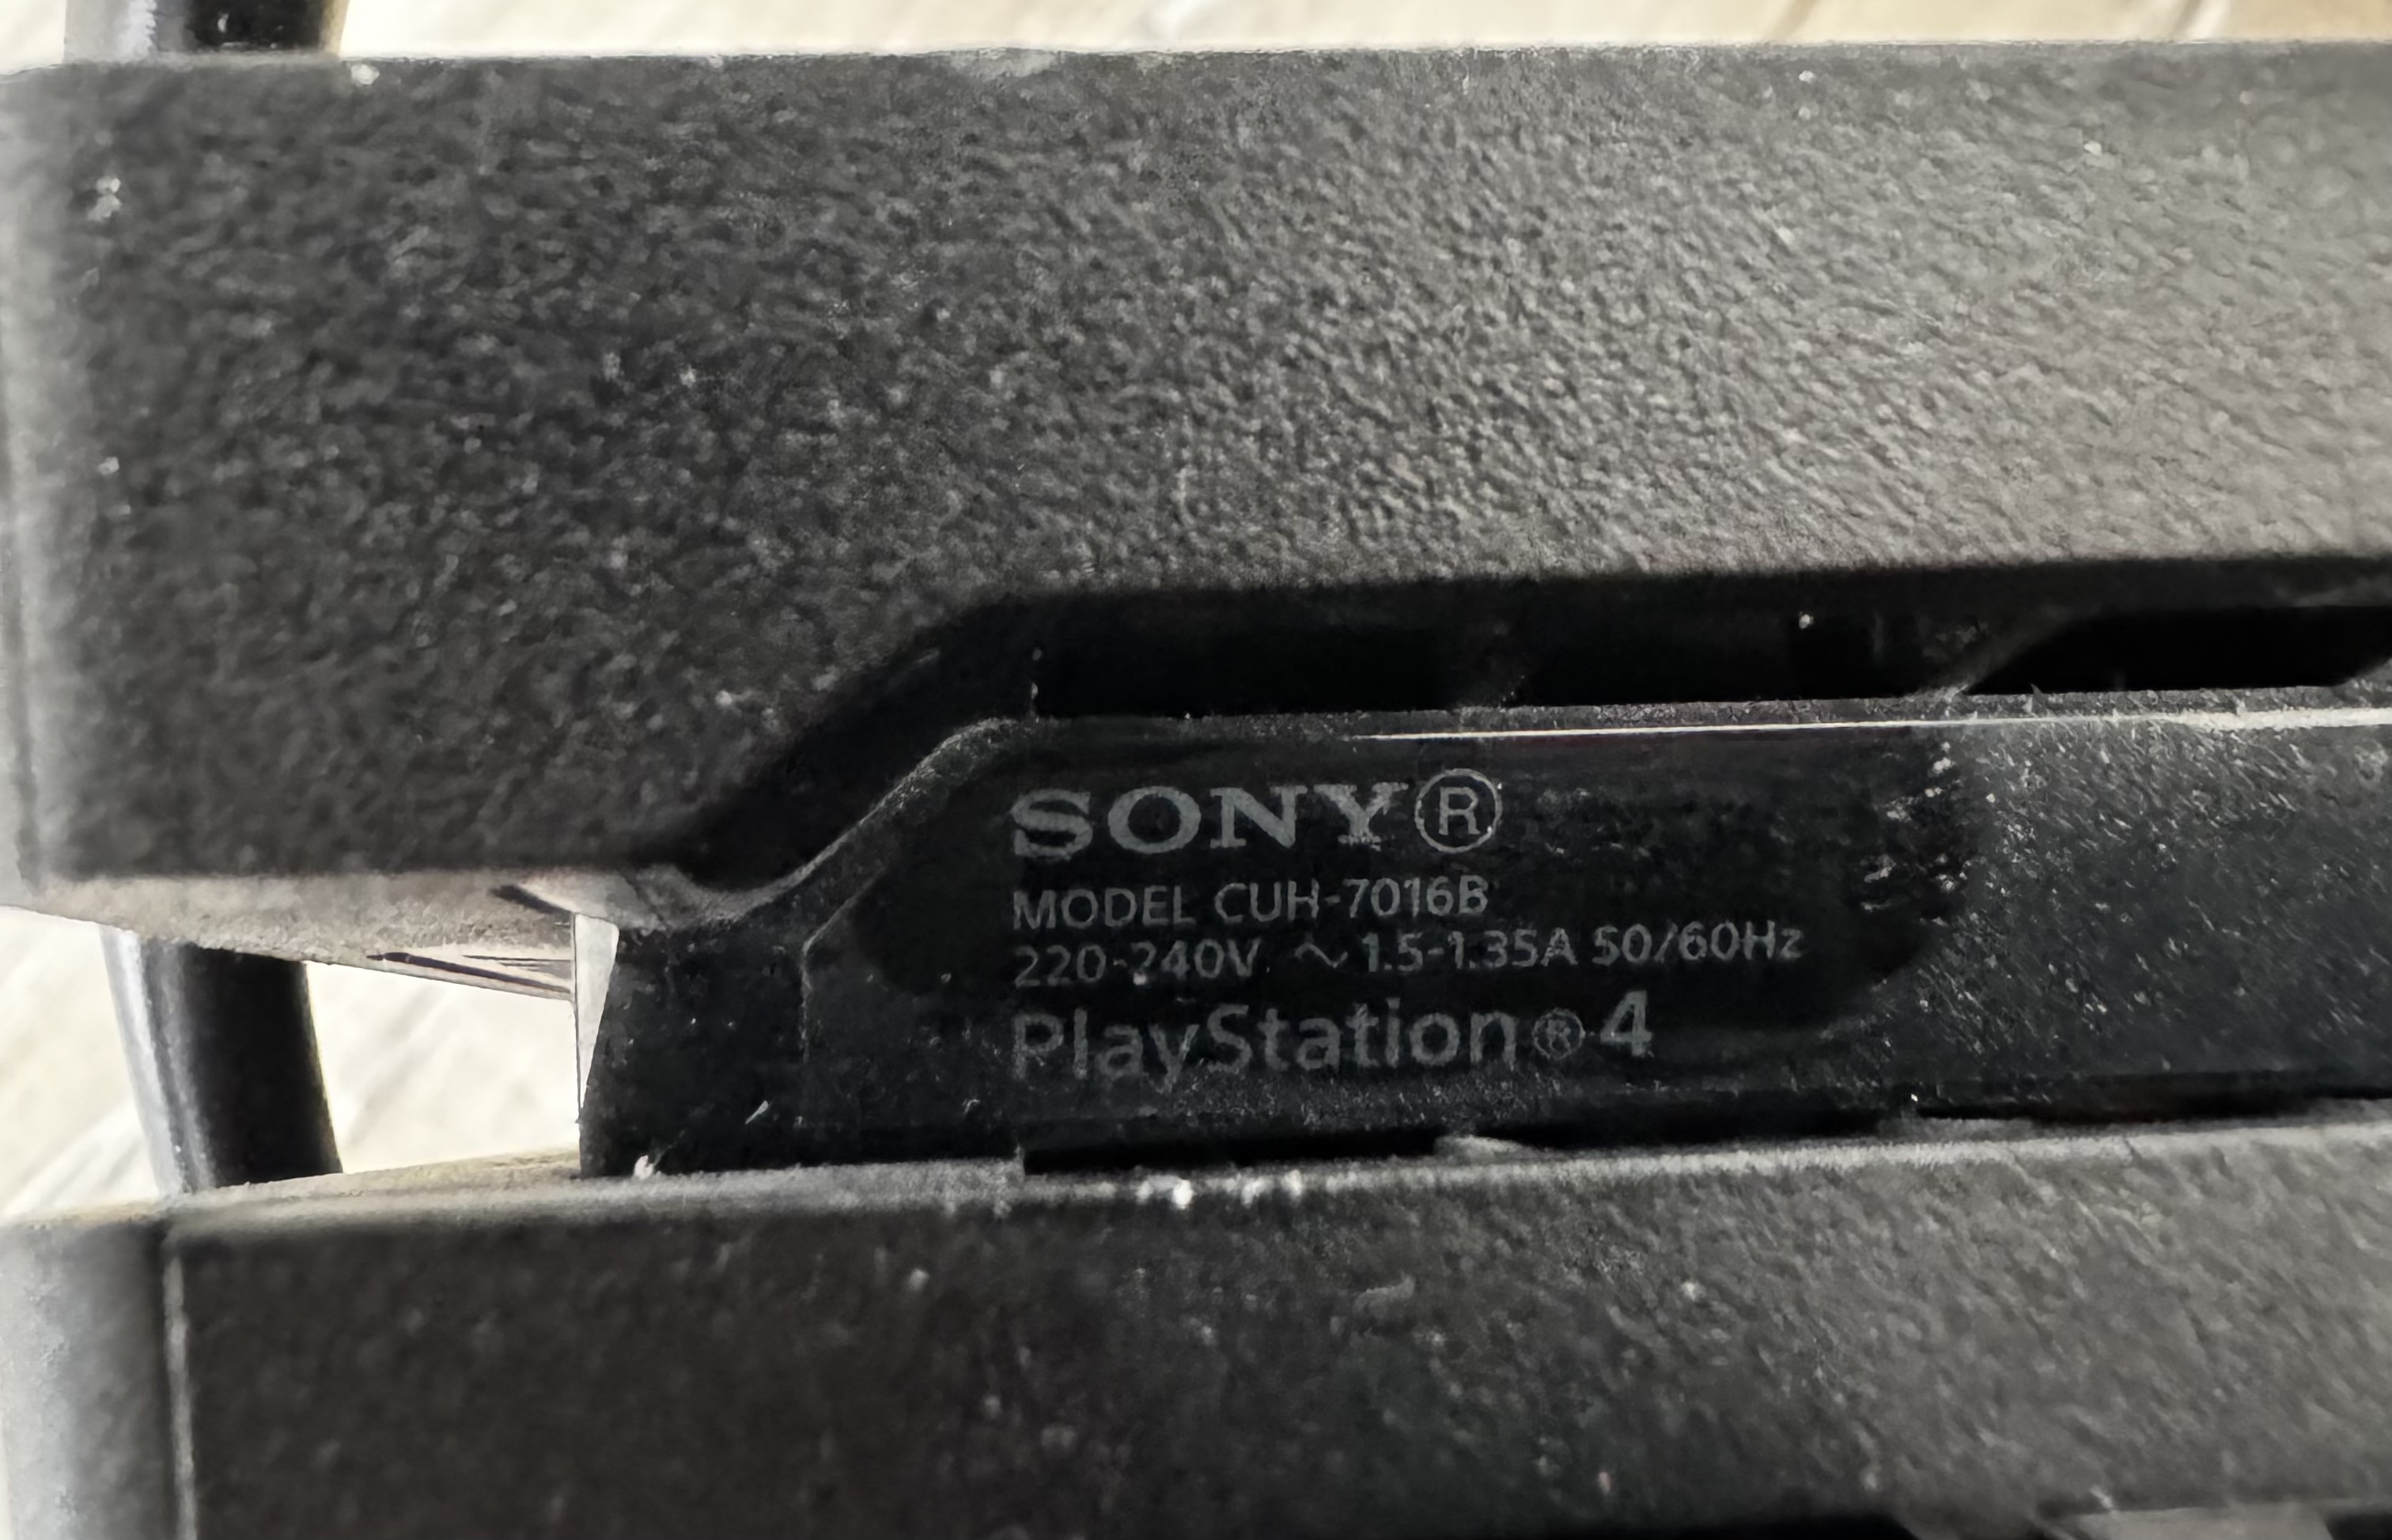 SONY®
MODEL CUH-7016B
220-240V ~ 1.5-1.35A 50/60Hz
PlayStation®4